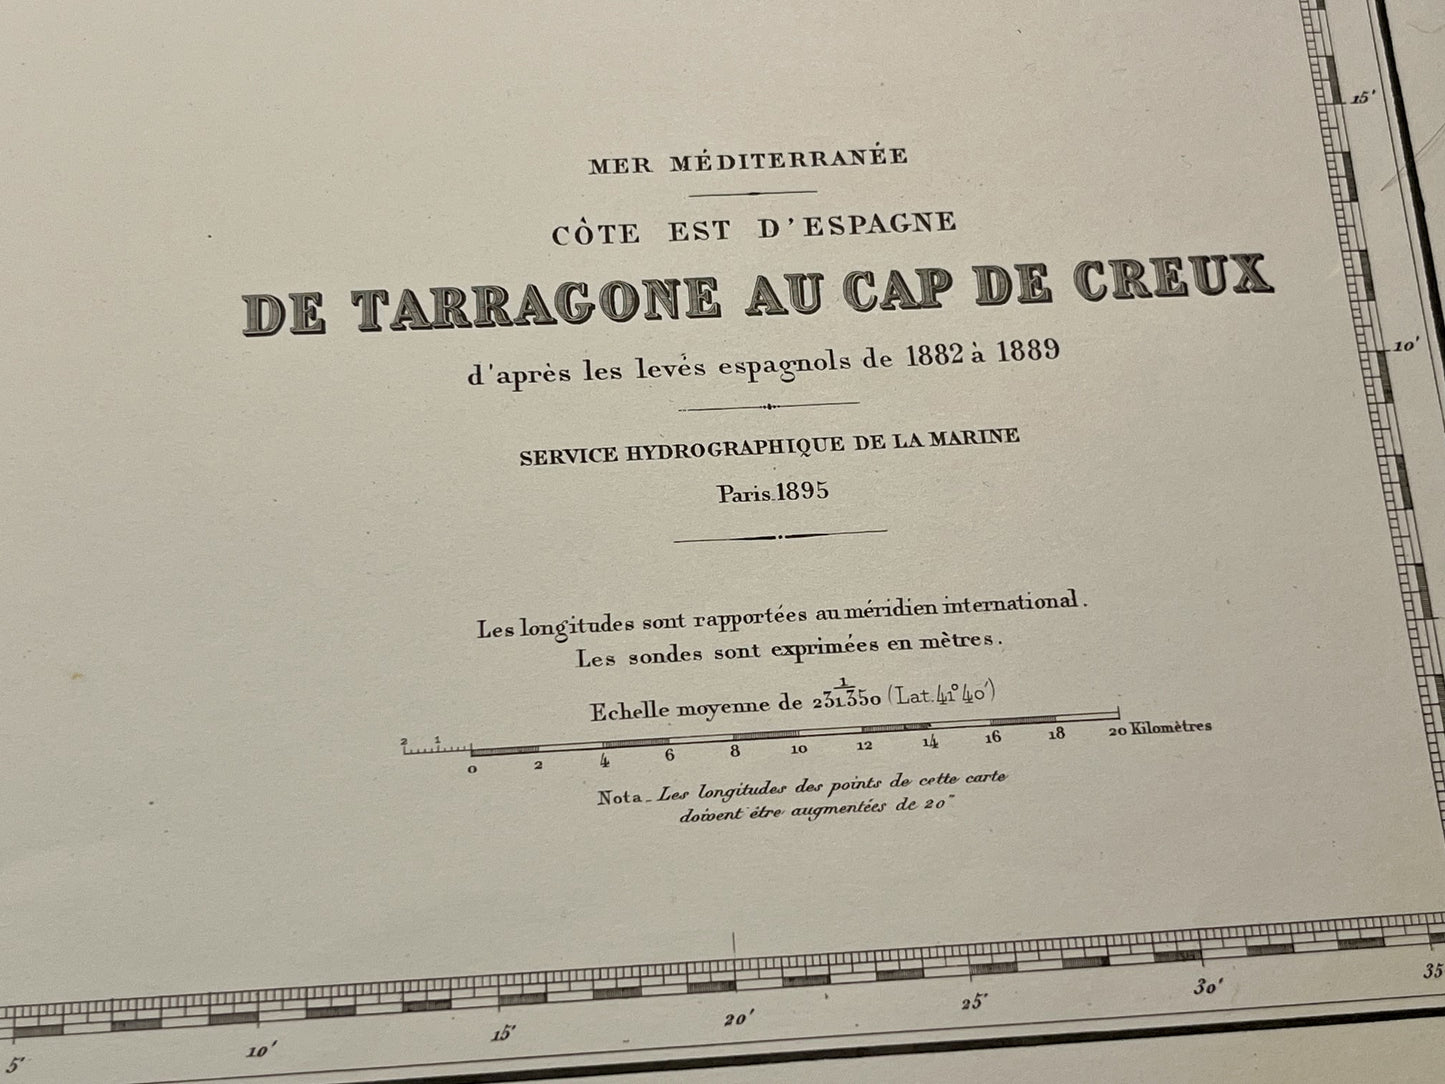 MER MÉDITERRANÉE
CÔTE EST D'ESPAGNE
DE TARRAGONE AU CAP DE CREUX
d'après les levés espagnols de 1882 à 1889
SERVICE HYDROGRAPHIQUE DE LA MARINE
Paris_1895
Les longitudes sont rapportées au méridien international.
Les sondes sont exprimées en mètres.
Echelle moyenne de 1/231.350 (Lat. 41° 40')
2 1 0 2 4 6 8 10 12 14 16 18 20 Kilomètres
Nota_ Les longitudes des points de cette carte
doivent être augmentées de 20"
15'
10'
5' 10' 15' 20' 25' 30' 35